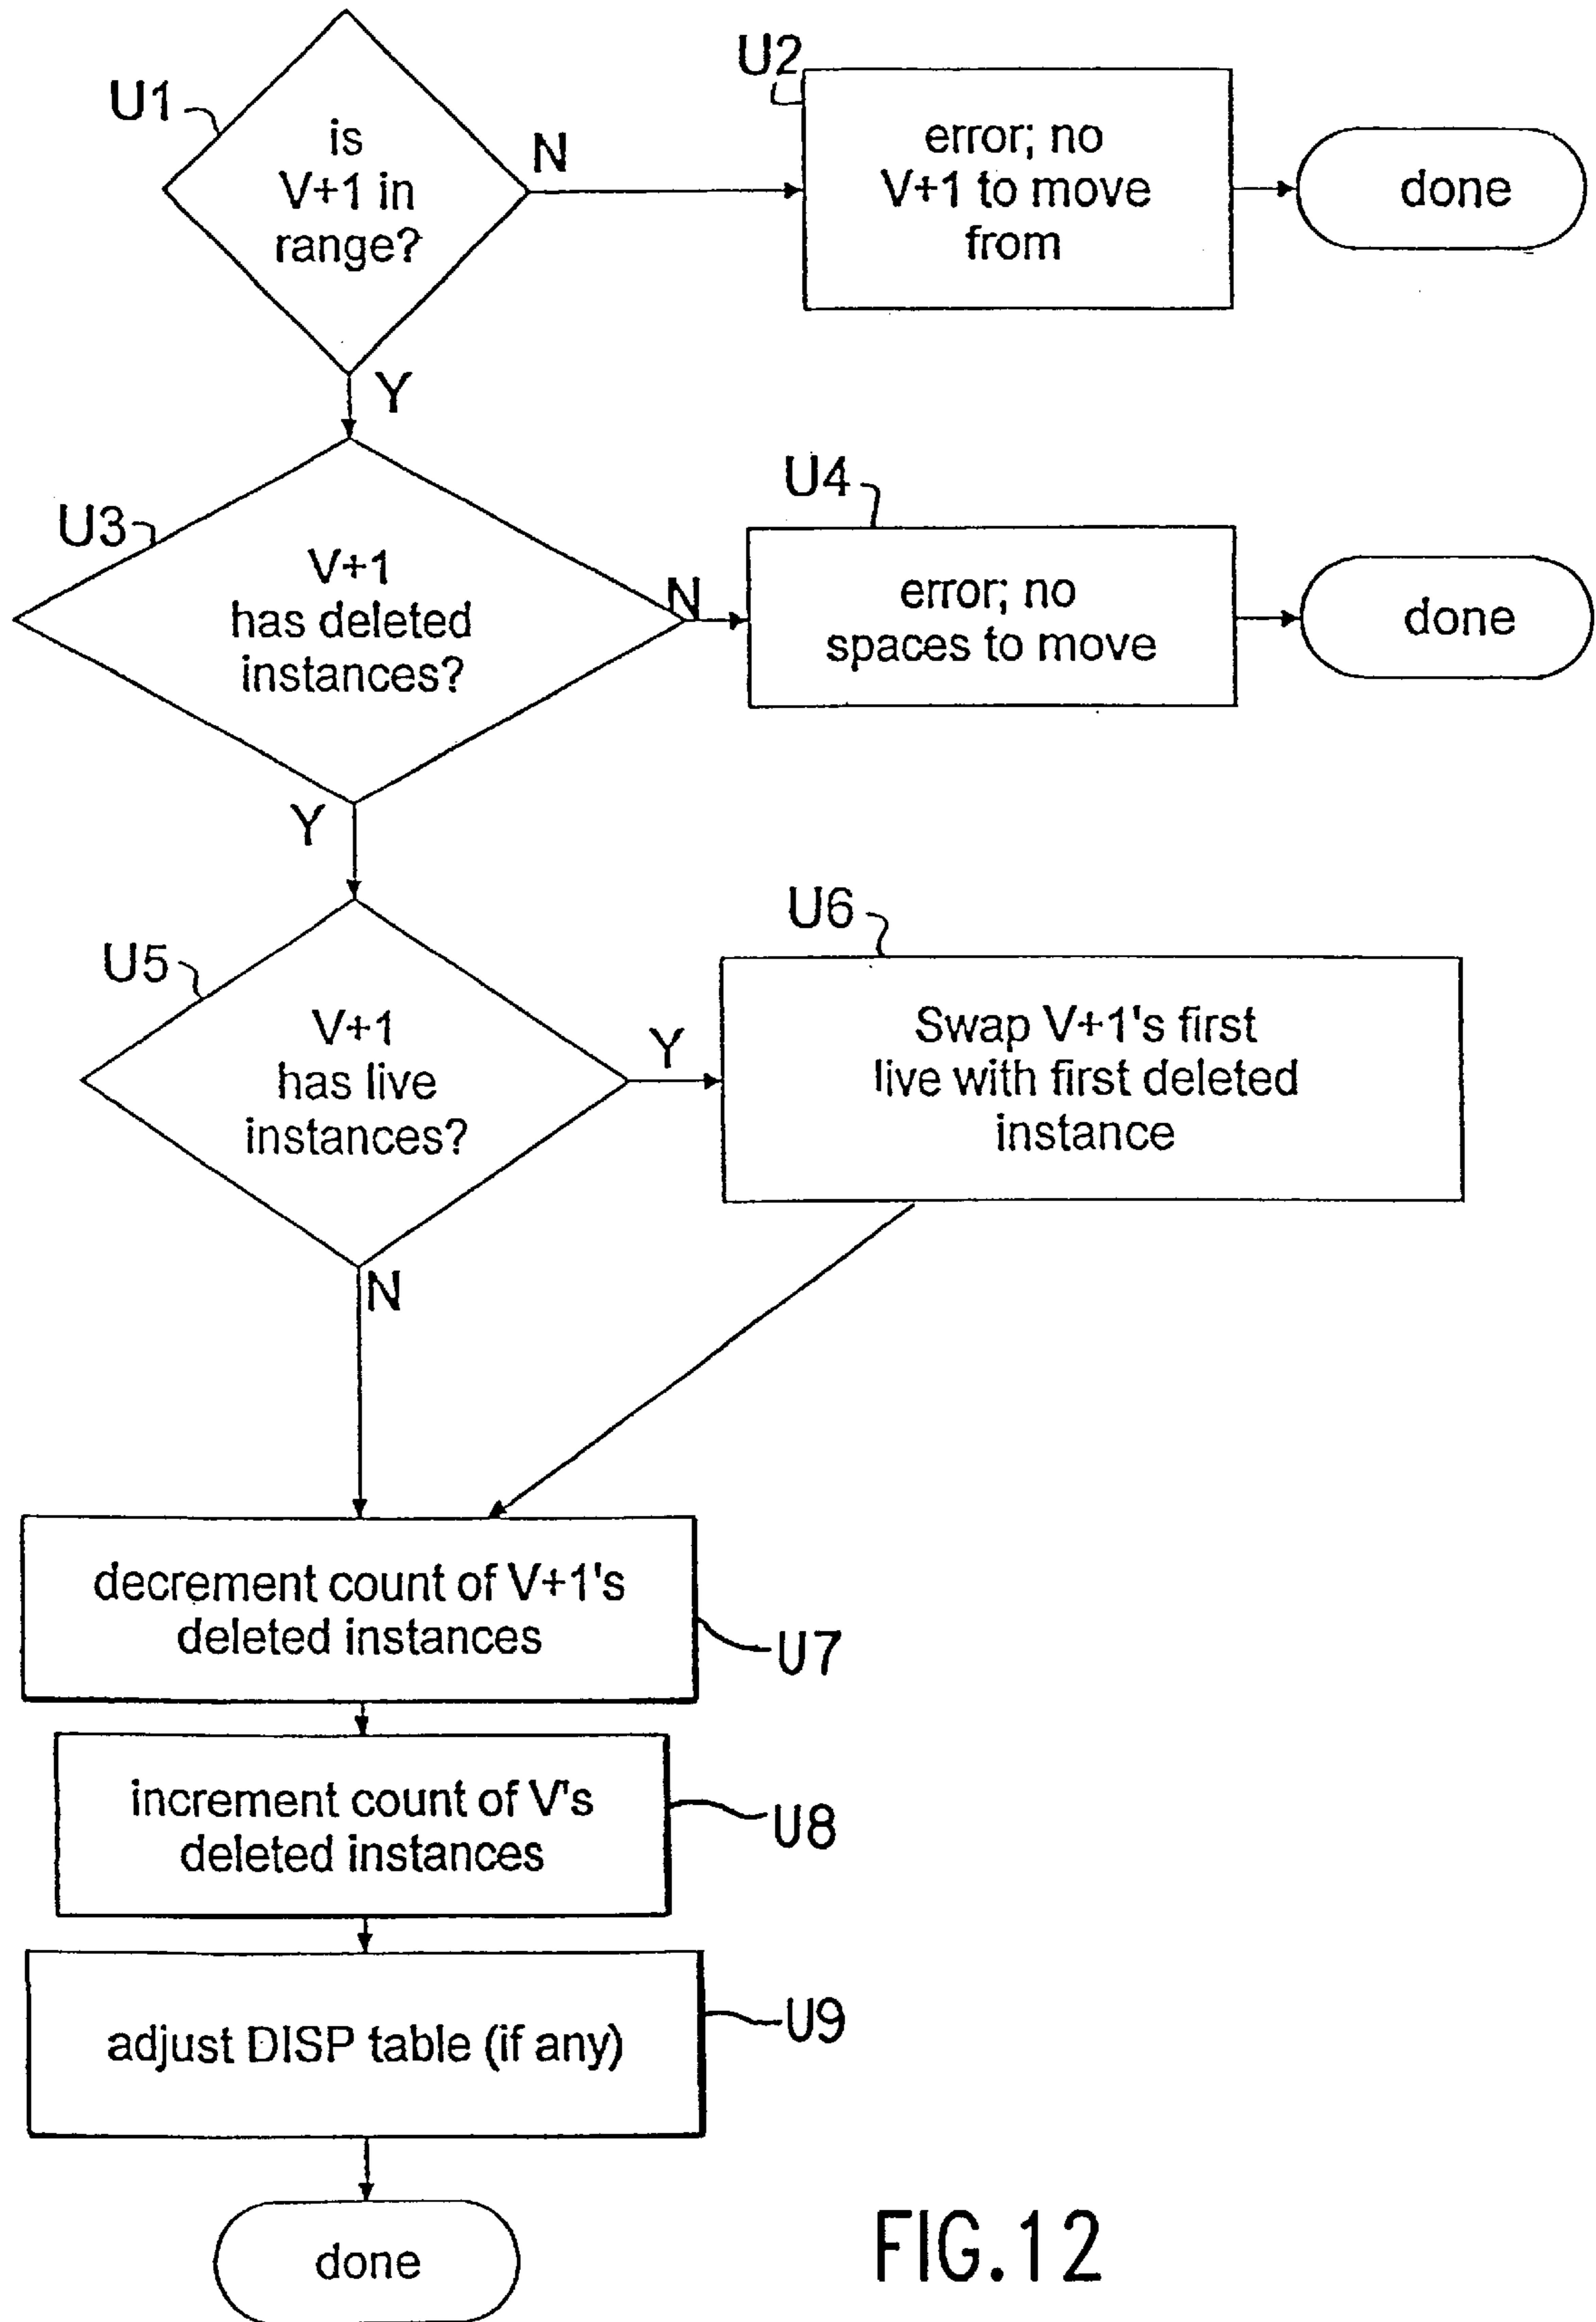 U1
is
V+1 in
range?
N
U2
error; no
V+1 to move
from
done
Y
U3
V+1
has deleted
instances?
N
U4
error; no
spaces to move
done
Y
U5
V+1
has live
instances?
Y
U6
Swap V+1's first
live with first deleted
instance
N
decrement count of V+1's
deleted instances
U7
increment count of V's
deleted instances
U8
adjust DISP table (if any)
U9
done
FIG.12